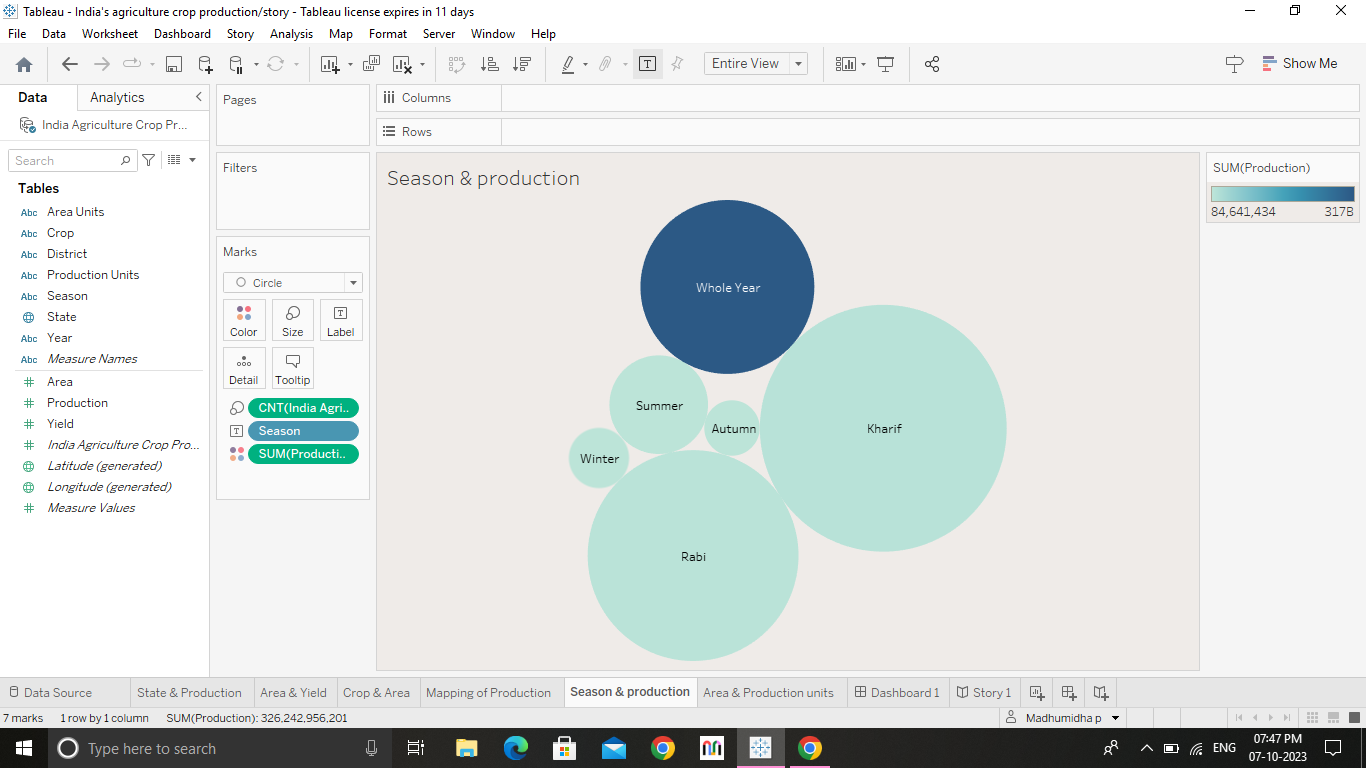 Tableau - India's agriculture crop production/story - Tableau license expires in 11 days
File Data Worksheet Dashboard Story Analysis Map Format Server Window Help
Entire View
Show Me
Data Analytics
India Agriculture Crop Pr...
Search
Tables
Abc Area Units
Abc Crop
Abc District
Abc Production Units
Abc Season
State
Abc Year
Abc Measure Names
# Area
# Production
# Yield
# India Agriculture Crop Pro...
Latitude (generated)
Longitude (generated)
# Measure Values
Pages
Filters
Marks
Circle
Color Size Label
Detail Tooltip
CNT(India Agri..
Season
SUM(Producti..
Columns
Rows
Season & production
Whole Year
Summer
Autumn
Kharif
Winter
Rabi
SUM(Production)
84,641,434 317B
Data Source State & Production Area & Yield Crop & Area Mapping of Production Season & production Area & Production units Dashboard 1 Story 1
7 marks 1 row by 1 column SUM(Production): 326,242,956,201 Madhumidha p
Type here to search
ENG
07:47 PM
07-10-2023